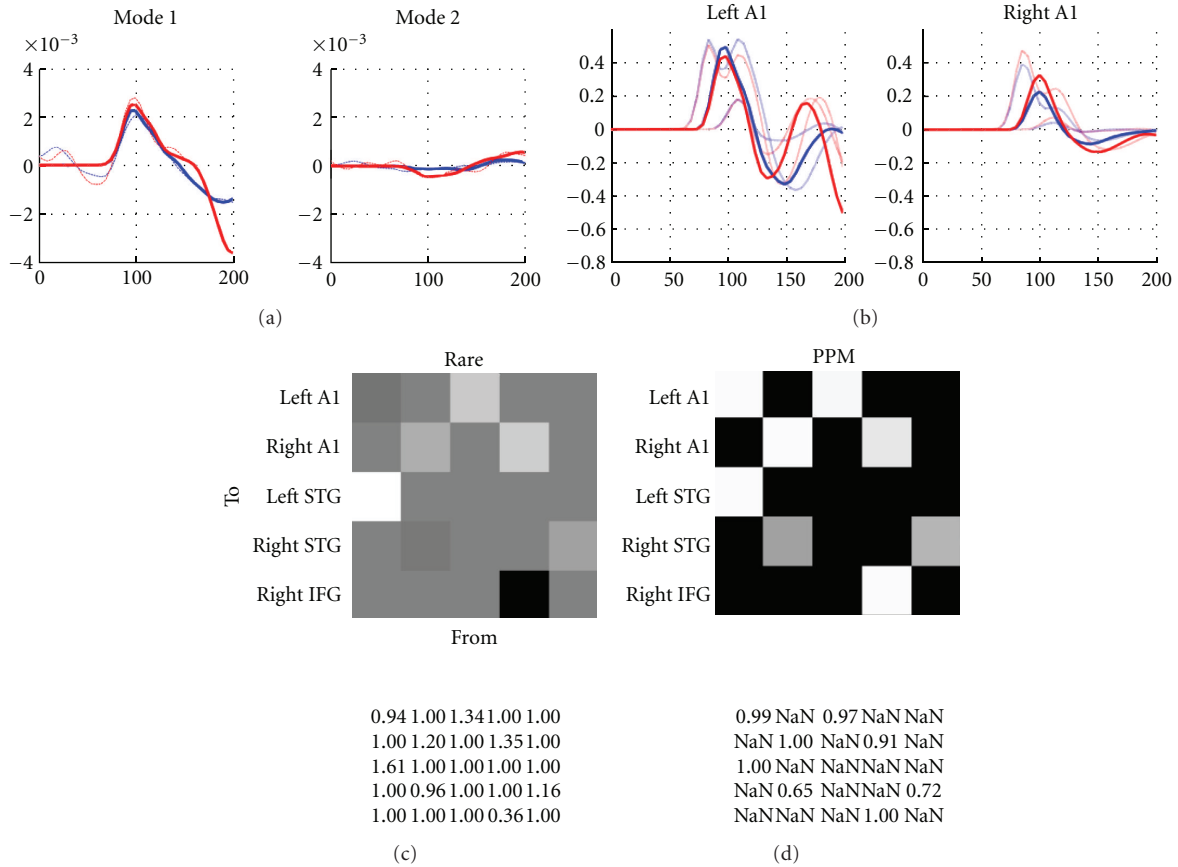 Mode 1
×10−3
4
2
0
−2
−4
0 100 200
Mode 2
×10−3
4
2
0
−2
−4
0 100 200
(a)
Left A1
0.4
0.2
0
−0.2
−0.4
−0.6
−0.8
0 50 100 150 200
Right A1
0.4
0.2
0
−0.2
−0.4
−0.6
−0.8
0 50 100 150 200
(b)
Rare
To
Left A1
Right A1
Left STG
Right STG
Right IFG
From
0.94 1.00 1.34 1.00 1.00
1.00 1.20 1.00 1.35 1.00
1.61 1.00 1.00 1.00 1.00
1.00 0.96 1.00 1.00 1.16
1.00 1.00 1.00 0.36 1.00
(c)
PPM
Left A1
Right A1
Left STG
Right STG
Right IFG
0.99 NaN 0.97 NaN NaN
NaN 1.00 NaN 0.91 NaN
1.00 NaN NaN NaN NaN
NaN 0.65 NaN NaN 0.72
NaN NaN NaN 1.00 NaN
(d)